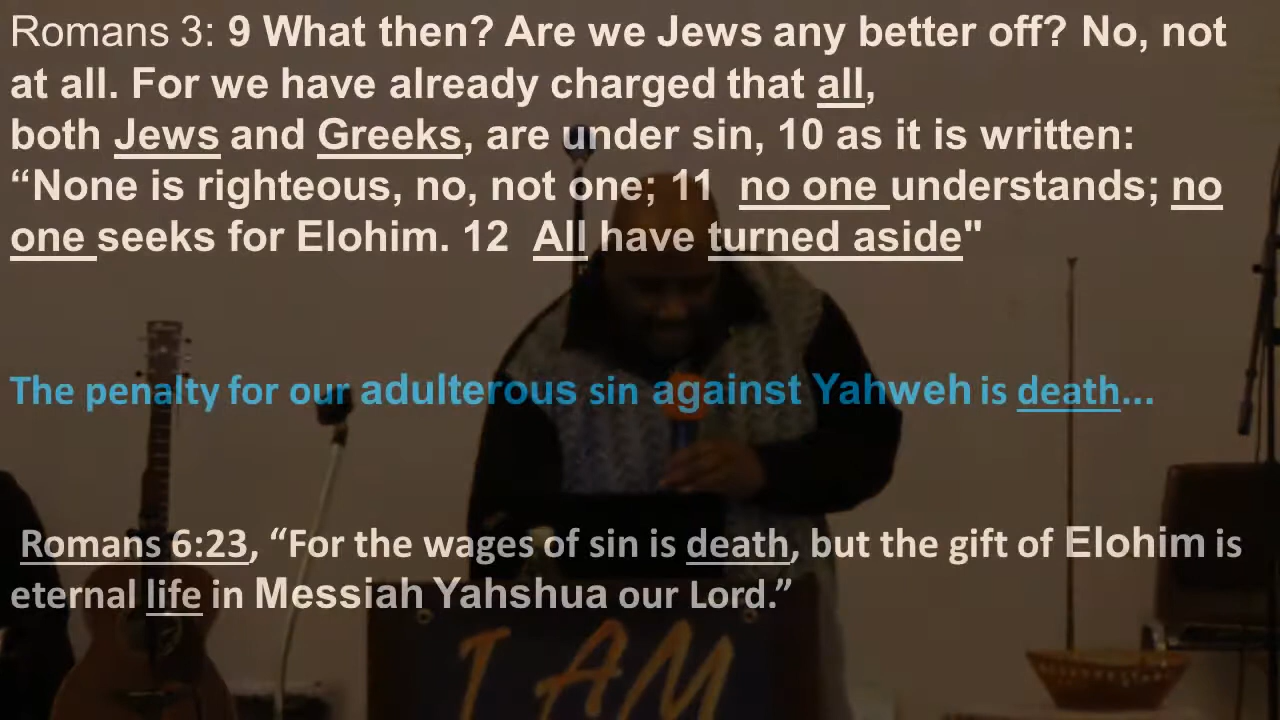 Romans 3: 9 What then? Are we Jews any better off? No, not
at all. For we have already charged that all,
both Jews and Greeks, are under sin, 10 as it is written:
“None is righteous, no, not one; 11 no one understands; no
one seeks for Elohim. 12 All have turned aside"
The penalty for our adulterous sin against Yahweh is death...
Romans 6:23, “For the wages of sin is death, but the gift of Elohim is
eternal life in Messiah Yahshua our Lord.”
I AM